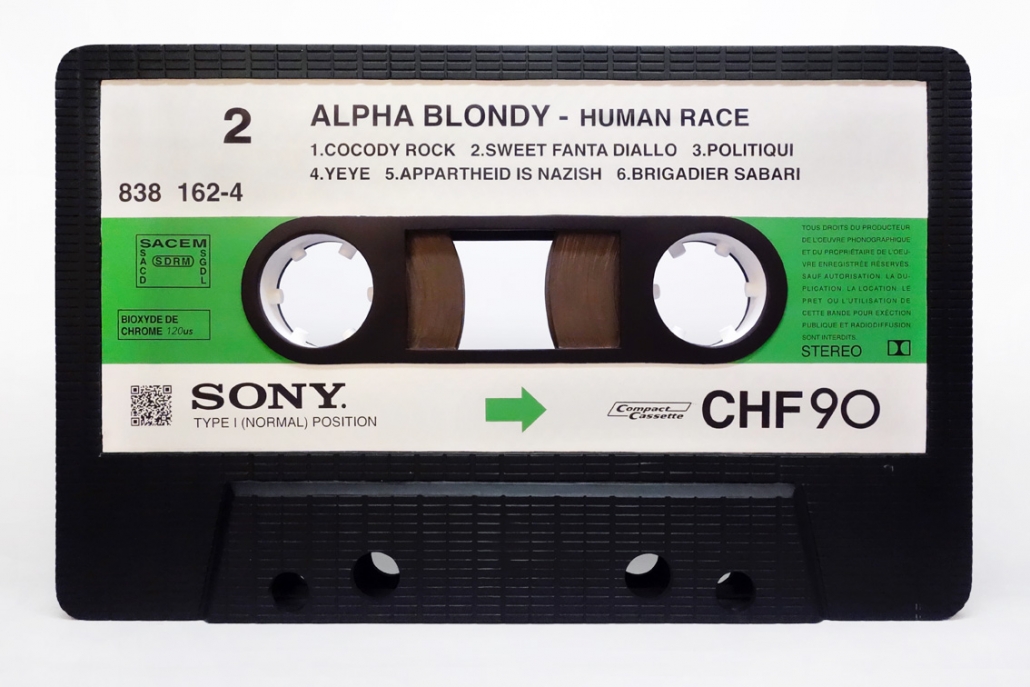 2
ALPHA BLONDY - HUMAN RACE
1.COCODY ROCK 2.SWEET FANTA DIALLO 3.POLITIQUI
4.YEYE 5.APPARTHEID IS NAZISH 6.BRIGADIER SABARI
838 162-4
SACEM
SACD
SDRM
SGDL
BIOXYDE DE
CHROME 120us
TOUS DROITS DU PRODUCTEUR
DE L'OEUVRE PHONOGRAPHIQUE
ET DU PROPRIÉTAIRE DE L'OEU-
VRE ENREGISTRÉE RÉSERVÉS.
SAUF AUTORISATION. LA DU-
PLICATION. LA LOCATION. LE
PRET OU L'UTILISATION DE
CETTE BANDE POUR EXÉCTION
PUBLIQUE ET RADIODIFFUSION
SONT INTERDITS.
STEREO
SONY.
TYPE I (NORMAL) POSITION
Compact
Cassette
CHF 90